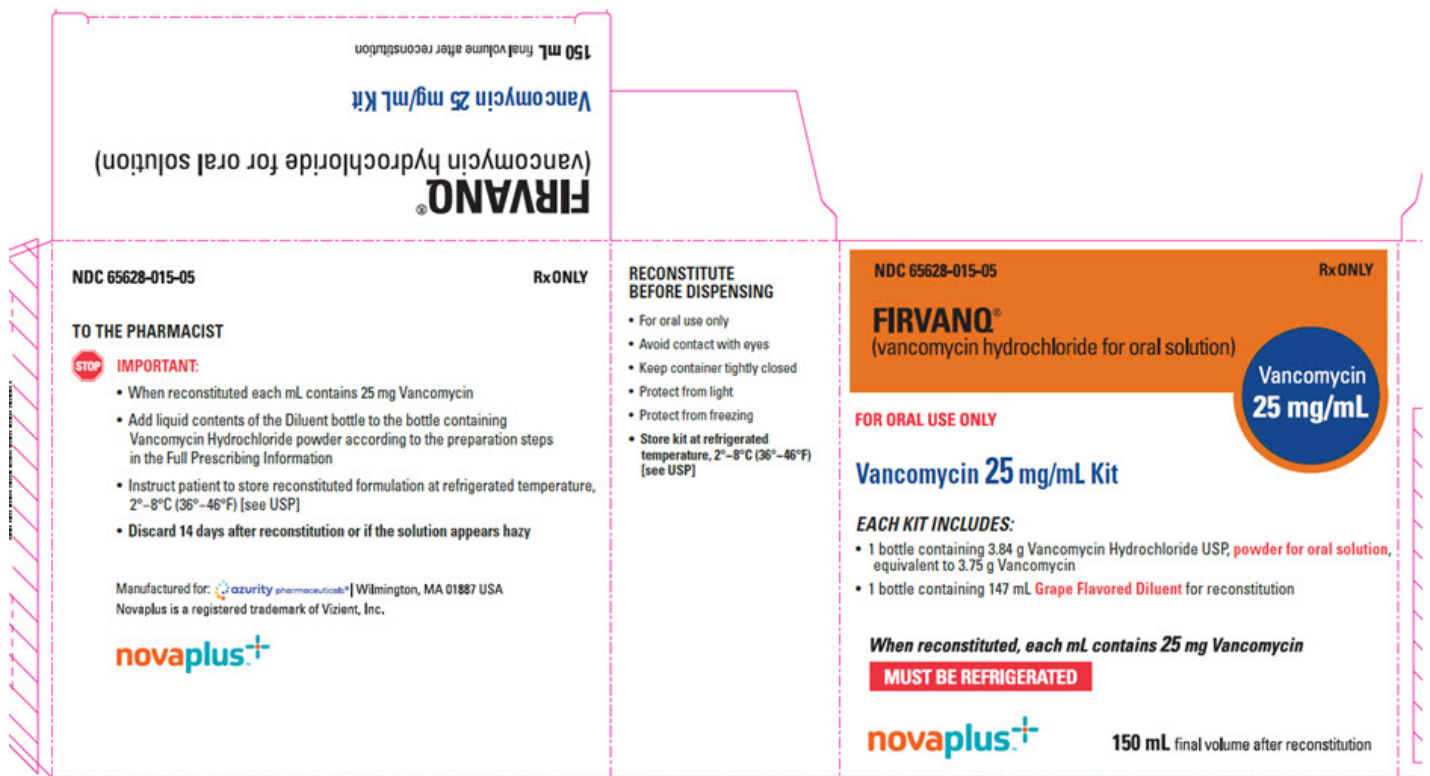 150 mL final volume after reconstitution
Vancomycin 25 mg/mL Kit
(vancomycin hydrochloride for oral solution)
FIRVANQ®
NDC 65628-015-05
Rx ONLY
TO THE PHARMACIST
STOP
IMPORTANT:
• When reconstituted each mL contains 25 mg Vancomycin
• Add liquid contents of the Diluent bottle to the bottle containing
Vancomycin Hydrochloride powder according to the preparation steps
in the Full Prescribing Information
• Instruct patient to store reconstituted formulation at refrigerated temperature,
2°–8°C (36°–46°F) [see USP]
• Discard 14 days after reconstitution or if the solution appears hazy
Manufactured for: azurity pharmaceuticals® | Wilmington, MA 01887 USA
Novaplus is a registered trademark of Vizient, Inc.
novaplus™
RECONSTITUTE
BEFORE DISPENSING
• For oral use only
• Avoid contact with eyes
• Keep container tightly closed
• Protect from light
• Protect from freezing
• Store kit at refrigerated
temperature, 2°–8°C (36°–46°F)
[see USP]
NDC 65628-015-05
Rx ONLY
FIRVANQ®
(vancomycin hydrochloride for oral solution)
Vancomycin
25 mg/mL
FOR ORAL USE ONLY
Vancomycin 25 mg/mL Kit
EACH KIT INCLUDES:
• 1 bottle containing 3.84 g Vancomycin Hydrochloride USP, powder for oral solution,
equivalent to 3.75 g Vancomycin
• 1 bottle containing 147 mL Grape Flavored Diluent for reconstitution
When reconstituted, each mL contains 25 mg Vancomycin
MUST BE REFRIGERATED
novaplus™
150 mL final volume after reconstitution